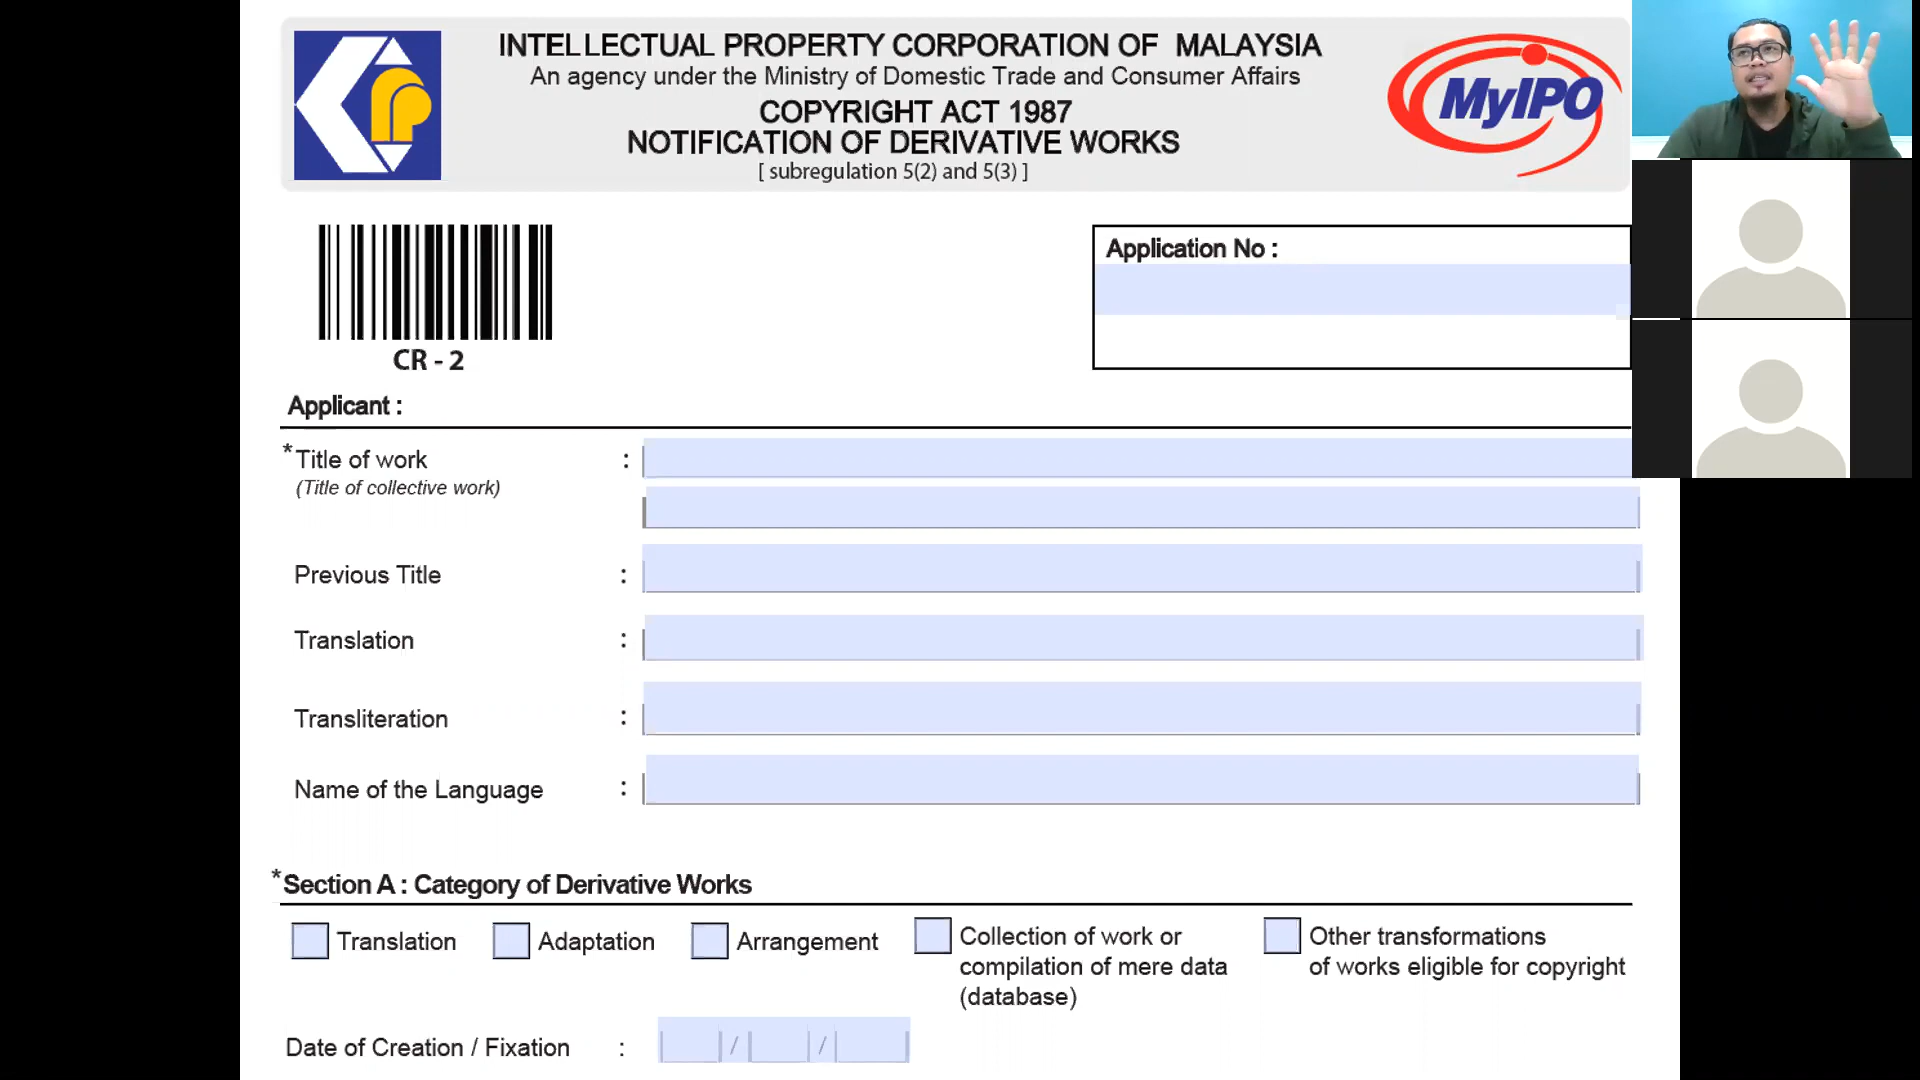 INTELLECTUAL PROPERTY CORPORATION OF MALAYSIA
An agency under the Ministry of Domestic Trade and Consumer Affairs
COPYRIGHT ACT 1987
NOTIFICATION OF DERIVATIVE WORKS
[ subregulation 5(2) and 5(3) ]
MyIPO
CR - 2
Application No :
Applicant :
*Title of work :
(Title of collective work)
Previous Title :
Translation :
Transliteration :
Name of the Language :
*Section A : Category of Derivative Works
Translation
Adaptation
Arrangement
Collection of work or
compilation of mere data
(database)
Other transformations
of works eligible for copyright
Date of Creation / Fixation : / /